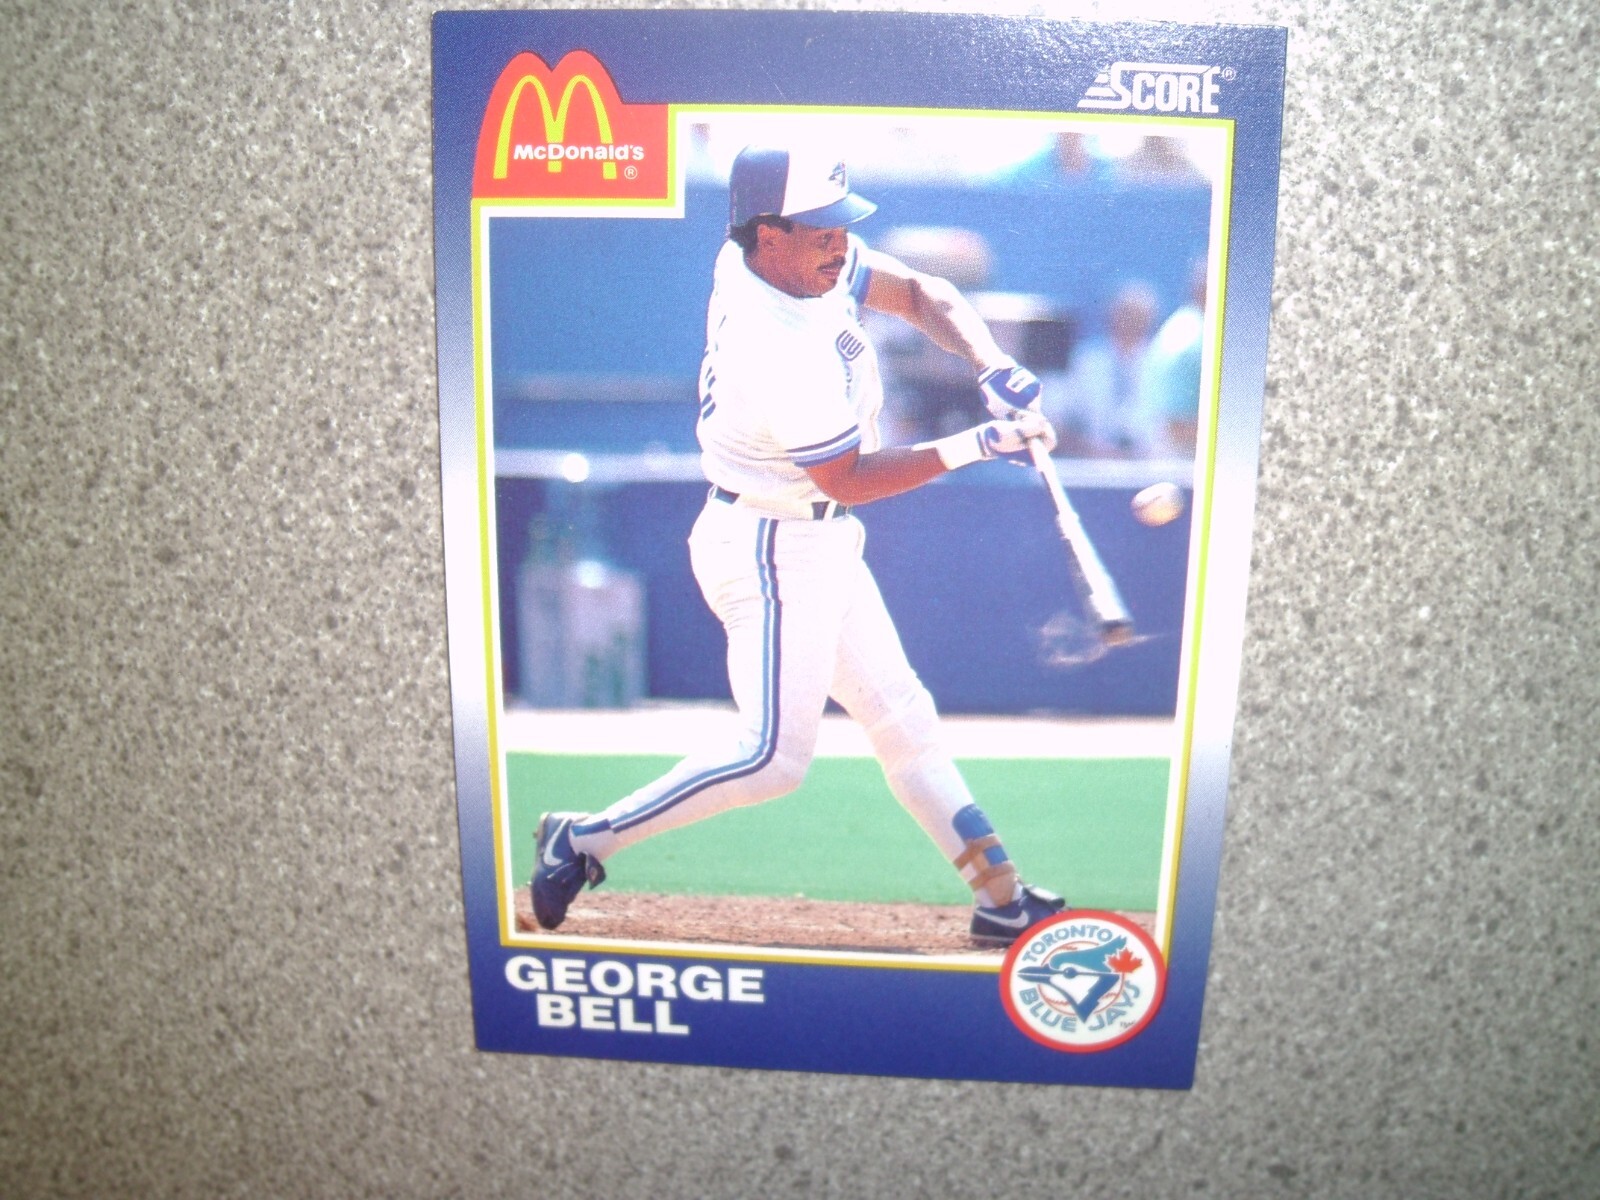 SCORE®
McDonald's
®
GEORGE
BELL
TORONTO
BLUE JAYS